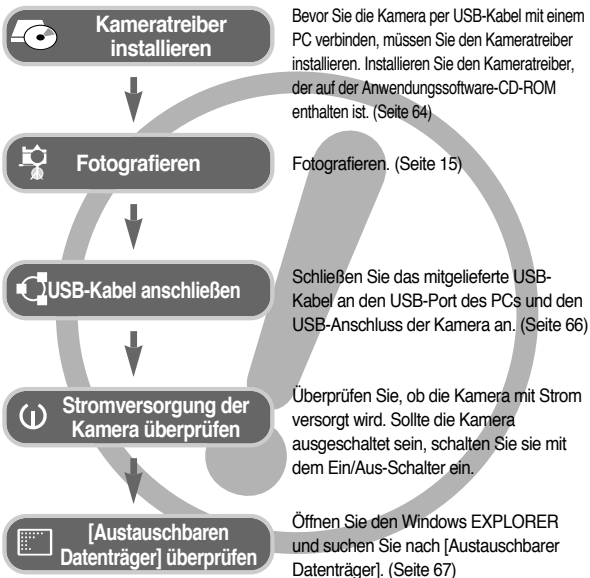 Kameratreiber
installieren
Bevor Sie die Kamera per USB-Kabel mit einem
PC verbinden, müssen Sie den Kameratreiber
installieren. Installieren Sie den Kameratreiber,
der auf der Anwendungssoftware-CD-ROM
enthalten ist. (Seite 64)
Fotografieren
Fotografieren. (Seite 15)
USB-Kabel anschließen
Schließen Sie das mitgelieferte USB-
Kabel an den USB-Port des PCs und den
USB-Anschluss der Kamera an. (Seite 66)
Stromversorgung der
Kamera überprüfen
Überprüfen Sie, ob die Kamera mit Strom
versorgt wird. Sollte die Kamera
ausgeschaltet sein, schalten Sie sie mit
dem Ein/Aus-Schalter ein.
[Austauschbaren
Datenträger] überprüfen
Öffnen Sie den Windows EXPLORER
und suchen Sie nach [Austauschbarer
Datenträger]. (Seite 67)